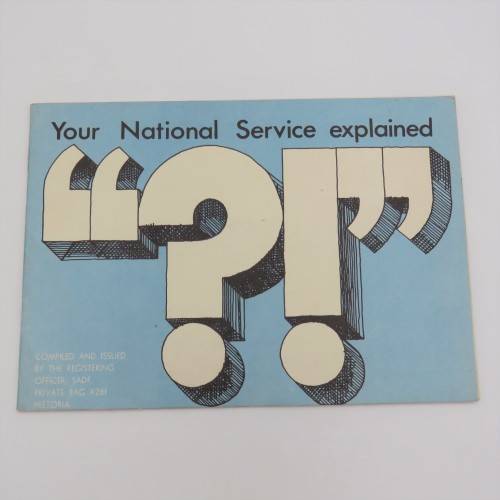 Your National Service explained
“?!”
COMPILED AND ISSUED
BY THE REGISTERING
OFFICER, SADF
PRIVATE BAG X281
PRETORIA